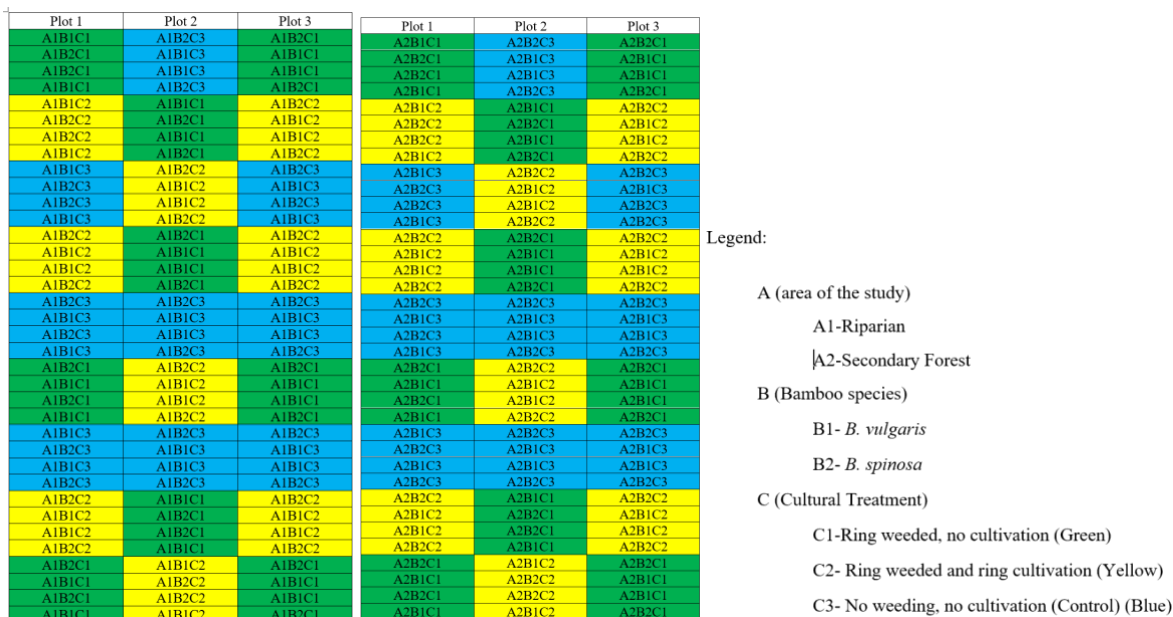 Plot 1 Plot 2 Plot 3
A1B1C1 A1B2C3 A1B2C1
A1B2C1 A1B1C3 A1B1C1
A1B2C1 A1B1C3 A1B1C1
A1B1C1 A1B2C3 A1B2C1
A1B1C2 A1B1C1 A1B2C2
A1B2C2 A1B2C1 A1B1C2
A1B2C2 A1B1C1 A1B1C2
A1B1C2 A1B2C1 A1B2C2
A1B1C3 A1B2C2 A1B2C3
A1B2C3 A1B1C2 A1B1C3
A1B2C3 A1B1C2 A1B2C3
A1B1C3 A1B2C2 A1B1C3
A1B2C2 A1B2C1 A1B2C2
A1B1C2 A1B1C1 A1B1C2
A1B1C2 A1B1C1 A1B1C2
A1B2C2 A1B2C1 A1B2C2
A1B2C3 A1B2C3 A1B2C3
A1B1C3 A1B1C3 A1B1C3
A1B2C3 A1B1C3 A1B1C3
A1B1C3 A1B2C3 A1B2C3
A1B2C1 A1B2C2 A1B2C1
A1B1C1 A1B1C2 A1B1C1
A1B2C1 A1B1C2 A1B1C1
A1B1C1 A1B2C2 A1B2C1
A1B1C3 A1B2C3 A1B2C3
A1B2C3 A1B1C3 A1B1C3
A1B1C3 A1B1C3 A1B1C3
A1B2C3 A1B2C3 A1B2C3
A1B2C2 A1B1C1 A1B2C2
A1B1C2 A1B2C1 A1B1C2
A1B1C2 A1B2C1 A1B1C2
A1B2C2 A1B1C1 A1B2C2
A1B2C1 A1B1C2 A1B2C1
A1B1C1 A1B2C2 A1B1C1
A1B2C1 A1B2C2 A1B1C1
A1B1C1 A1B1C2 A1B2C1
Plot 1 Plot 2 Plot 3
A2B1C1 A2B2C3 A2B2C1
A2B2C1 A2B1C3 A2B1C1
A2B2C1 A2B1C3 A2B1C1
A2B1C1 A2B2C3 A2B2C1
A2B1C2 A2B1C1 A2B2C2
A2B2C2 A2B2C1 A2B1C2
A2B2C2 A2B1C1 A2B1C2
A2B1C2 A2B2C1 A2B2C2
A2B1C3 A2B2C2 A2B2C3
A2B2C3 A2B1C2 A2B1C3
A2B2C3 A2B1C2 A2B2C3
A2B1C3 A2B2C2 A2B2C3
A2B2C2 A2B2C1 A2B2C2
A2B1C2 A2B1C1 A2B1C2
A2B1C2 A2B1C1 A2B1C2
A2B2C2 A2B2C1 A2B2C2
A2B2C3 A2B2C3 A2B2C3
A2B1C3 A2B1C3 A2B1C3
A2B2C3 A2B1C3 A2B1C3
A2B1C3 A2B2C3 A2B2C3
A2B2C1 A2B2C2 A2B2C1
A2B1C1 A2B1C2 A2B1C1
A2B2C1 A2B1C2 A2B1C1
A2B1C1 A2B2C2 A2B2C1
A2B1C3 A2B2C3 A2B2C3
A2B2C3 A2B1C3 A2B1C3
A2B1C3 A2B1C3 A2B1C3
A2B2C3 A2B2C3 A2B2C3
A2B2C2 A2B1C1 A2B2C2
A2B1C2 A2B2C1 A2B1C2
A2B1C2 A2B2C1 A2B1C2
A2B2C2 A2B1C1 A2B2C2
A2B2C1 A2B1C2 A2B2C1
A2B1C1 A2B2C2 A2B1C1
A2B2C1 A2B2C2 A2B1C1
A2B1C1 A2B1C2 A2B2C1
Legend:
A (area of the study)
A1-Riparian
A2-Secondary Forest
B (Bamboo species)
B1- B. vulgaris
B2- B. spinosa
C (Cultural Treatment)
C1-Ring weeded, no cultivation (Green)
C2- Ring weeded and ring cultivation (Yellow)
C3- No weeding, no cultivation (Control) (Blue)